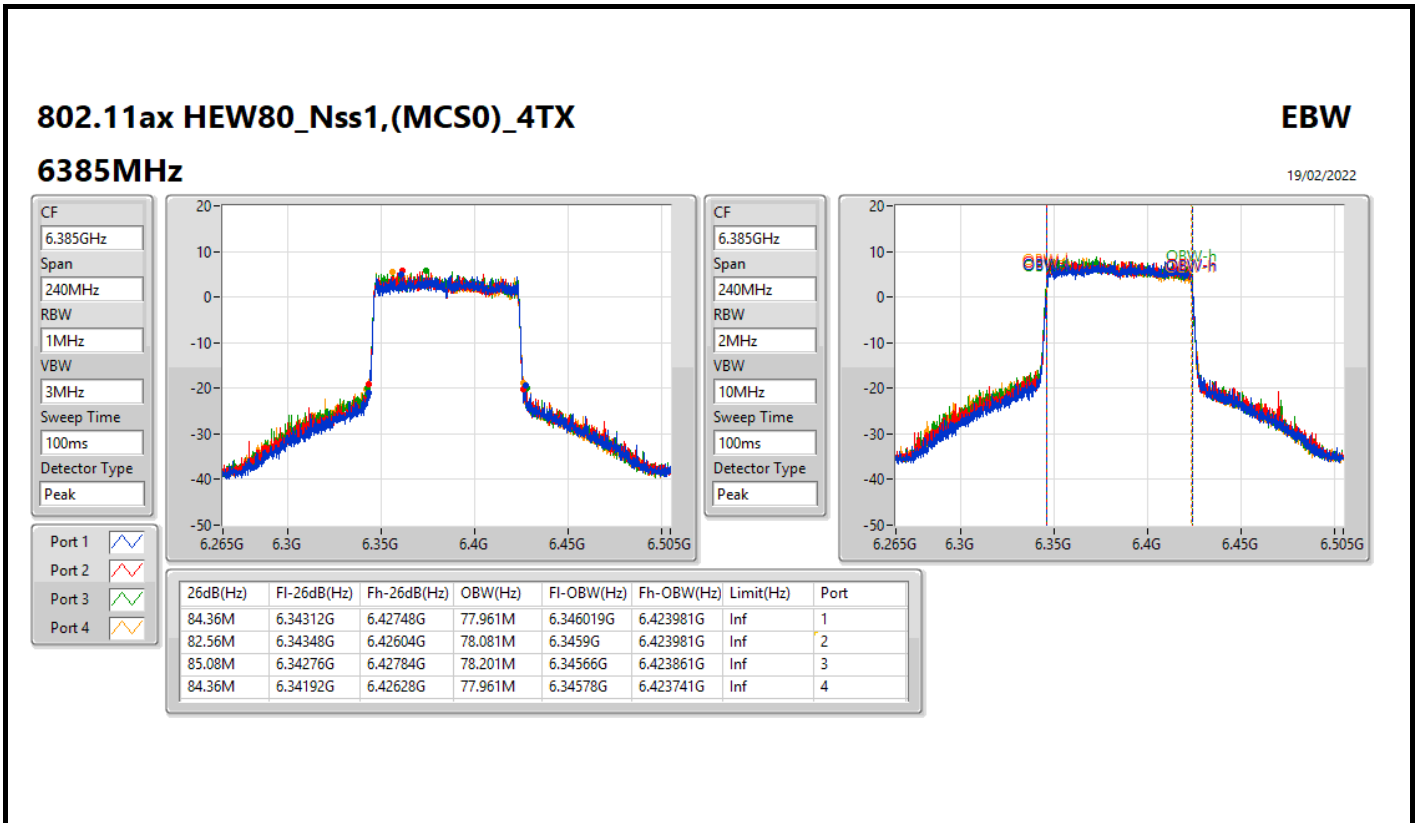 802.11ax HEW80_Nss1,(MCS0)_4TX
EBW
6385MHz
19/02/2022
CF
6.385GHz
Span
240MHz
RBW
1MHz
VBW
3MHz
Sweep Time
100ms
Detector Type
Peak
20
10
0
-10
-20
-30
-40
-50
6.265G 6.3G 6.35G 6.4G 6.45G 6.505G
CF
6.385GHz
Span
240MHz
RBW
2MHz
VBW
10MHz
Sweep Time
100ms
Detector Type
Peak
20
10
0
-10
-20
-30
-40
-50
OBW-h
OBW-h
6.265G 6.3G 6.35G 6.4G 6.45G 6.505G
Port 1
Port 2
Port 3
Port 4
26dB(Hz) Fl-26dB(Hz) Fh-26dB(Hz) OBW(Hz) Fl-OBW(Hz) Fh-OBW(Hz) Limit(Hz) Port
84.36M 6.34312G 6.42748G 77.961M 6.346019G 6.423981G Inf 1
82.56M 6.34348G 6.42604G 78.081M 6.3459G 6.423981G Inf 2
85.08M 6.34276G 6.42784G 78.201M 6.34566G 6.423861G Inf 3
84.36M 6.34192G 6.42628G 77.961M 6.34578G 6.423741G Inf 4